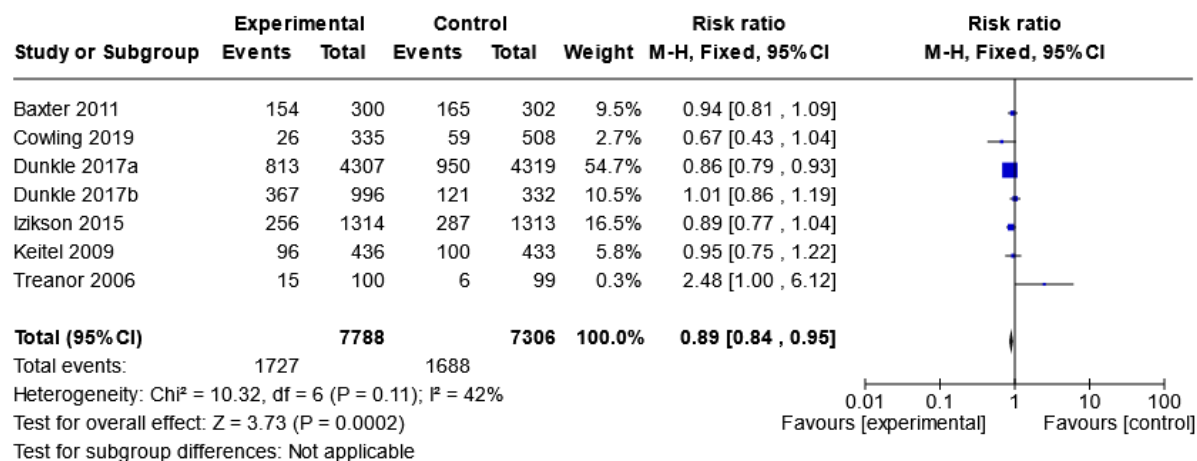 Experimental Control Risk ratio Risk ratio
Study or Subgroup Events Total Events Total Weight M-H, Fixed, 95% CI M-H, Fixed, 95% CI
Baxter 2011 154 300 165 302 9.5% 0.94 [0.81 , 1.09]
Cowling 2019 26 335 59 508 2.7% 0.67 [0.43 , 1.04]
Dunkle 2017a 813 4307 950 4319 54.7% 0.86 [0.79 , 0.93]
Dunkle 2017b 367 996 121 332 10.5% 1.01 [0.86 , 1.19]
Izikson 2015 256 1314 287 1313 16.5% 0.89 [0.77 , 1.04]
Keitel 2009 96 436 100 433 5.8% 0.95 [0.75 , 1.22]
Treanor 2006 15 100 6 99 0.3% 2.48 [1.00 , 6.12]
Total (95% CI) 7788 7306 100.0% 0.89 [0.84 , 0.95]
Total events: 1727 1688
Heterogeneity: Chi² = 10.32, df = 6 (P = 0.11); I² = 42%
0.01 0.1 1 10 100
Test for overall effect: Z = 3.73 (P = 0.0002) Favours [experimental] Favours [control]
Test for subgroup differences: Not applicable